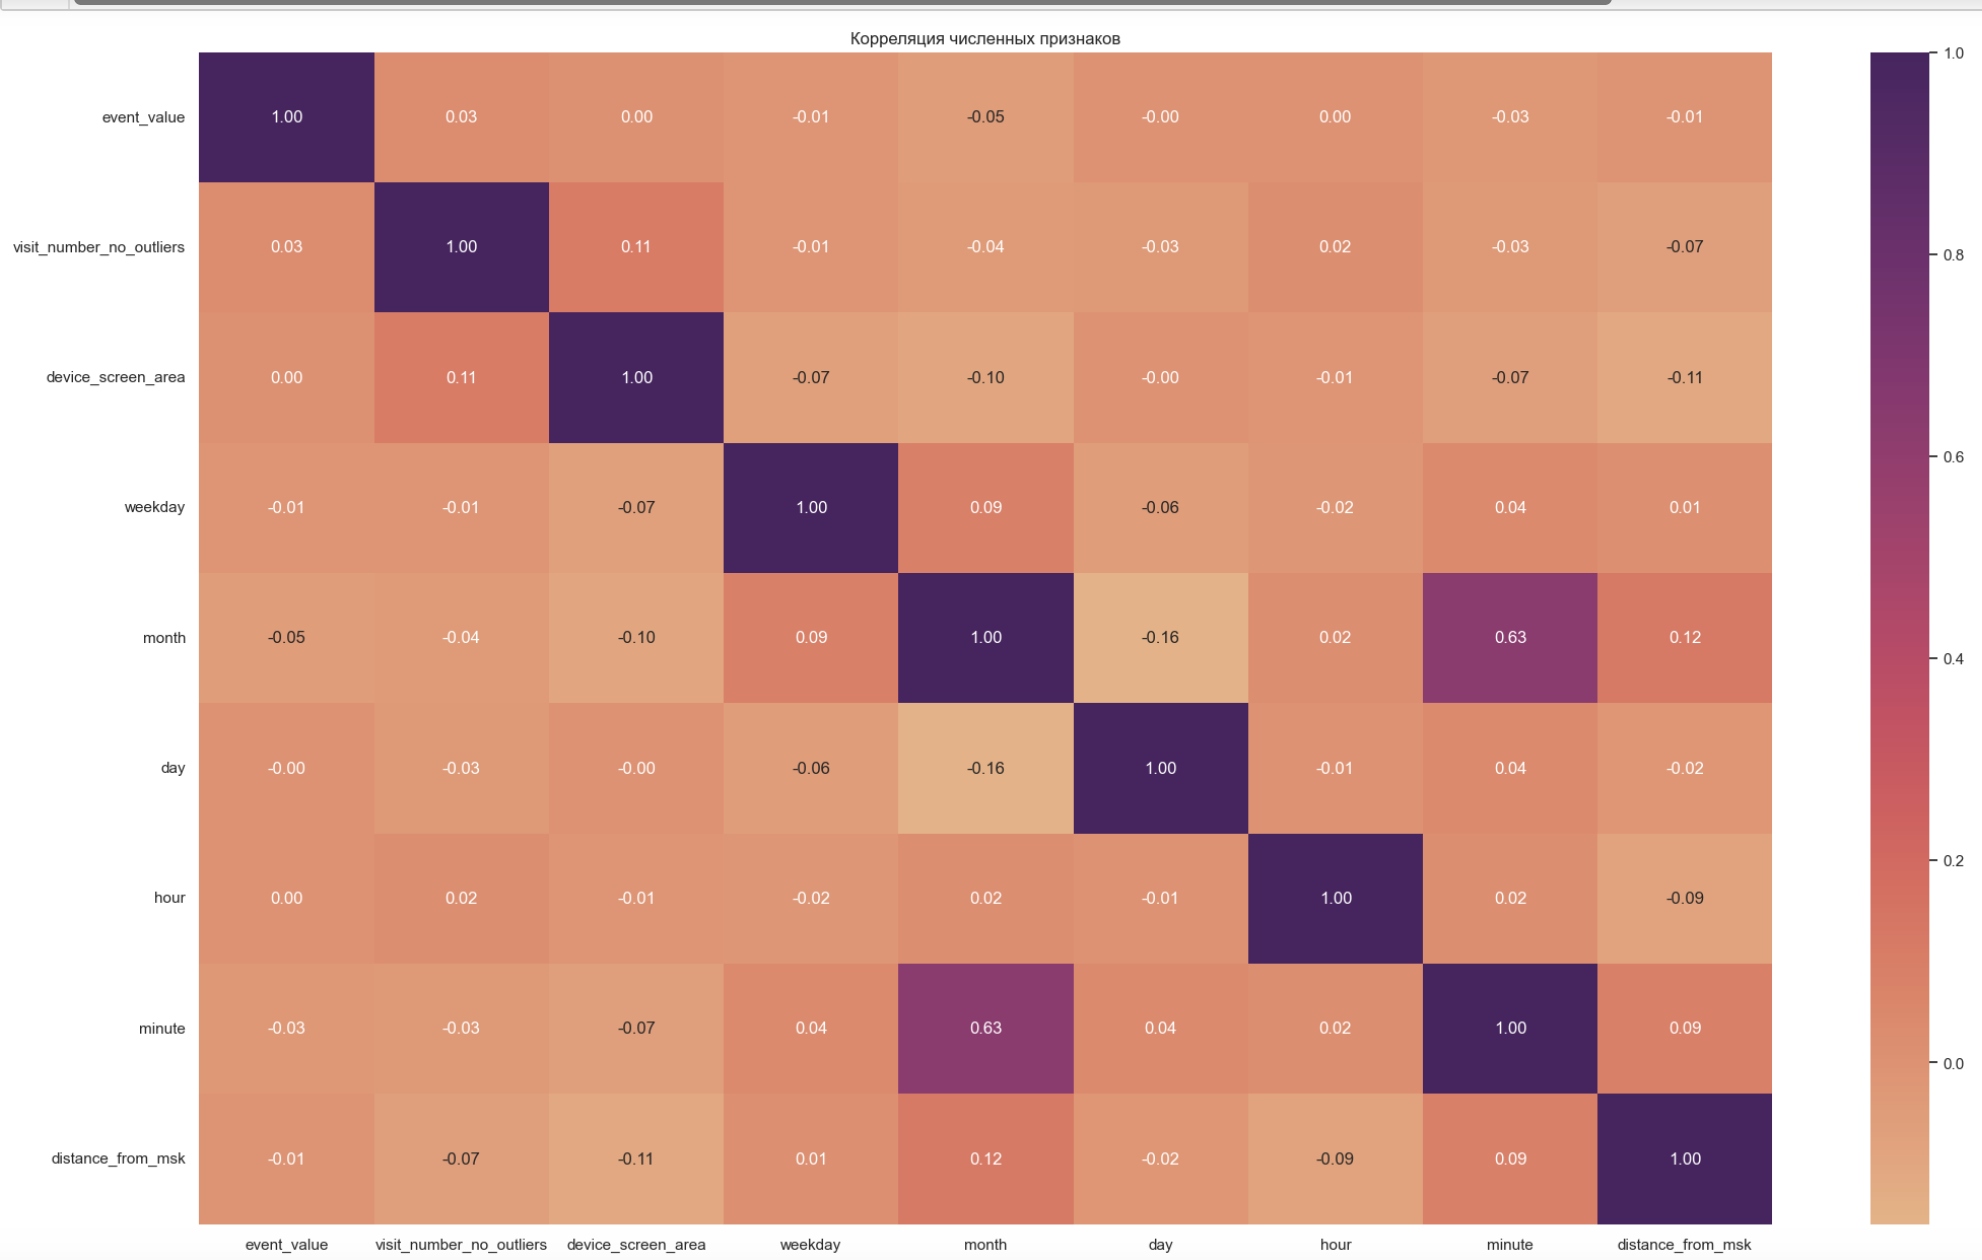 Корреляция численных признаков
event_value 1.00 0.03 0.00 -0.01 -0.05 -0.00 0.00 -0.03 -0.01
visit_number_no_outliers 0.03 1.00 0.11 -0.01 -0.04 -0.03 0.02 -0.03 -0.07
device_screen_area 0.00 0.11 1.00 -0.07 -0.10 -0.00 -0.01 -0.07 -0.11
weekday -0.01 -0.01 -0.07 1.00 0.09 -0.06 -0.02 0.04 0.01
month -0.05 -0.04 -0.10 0.09 1.00 -0.16 0.02 0.63 0.12
day -0.00 -0.03 -0.00 -0.06 -0.16 1.00 -0.01 0.04 -0.02
hour 0.00 0.02 -0.01 -0.02 0.02 -0.01 1.00 0.02 -0.09
minute -0.03 -0.03 -0.07 0.04 0.63 0.04 0.02 1.00 0.09
distance_from_msk -0.01 -0.07 -0.11 0.01 0.12 -0.02 -0.09 0.09 1.00
event_value visit_number_no_outliers device_screen_area weekday month day hour minute distance_from_msk
1.0
0.8
0.6
0.4
0.2
0.0